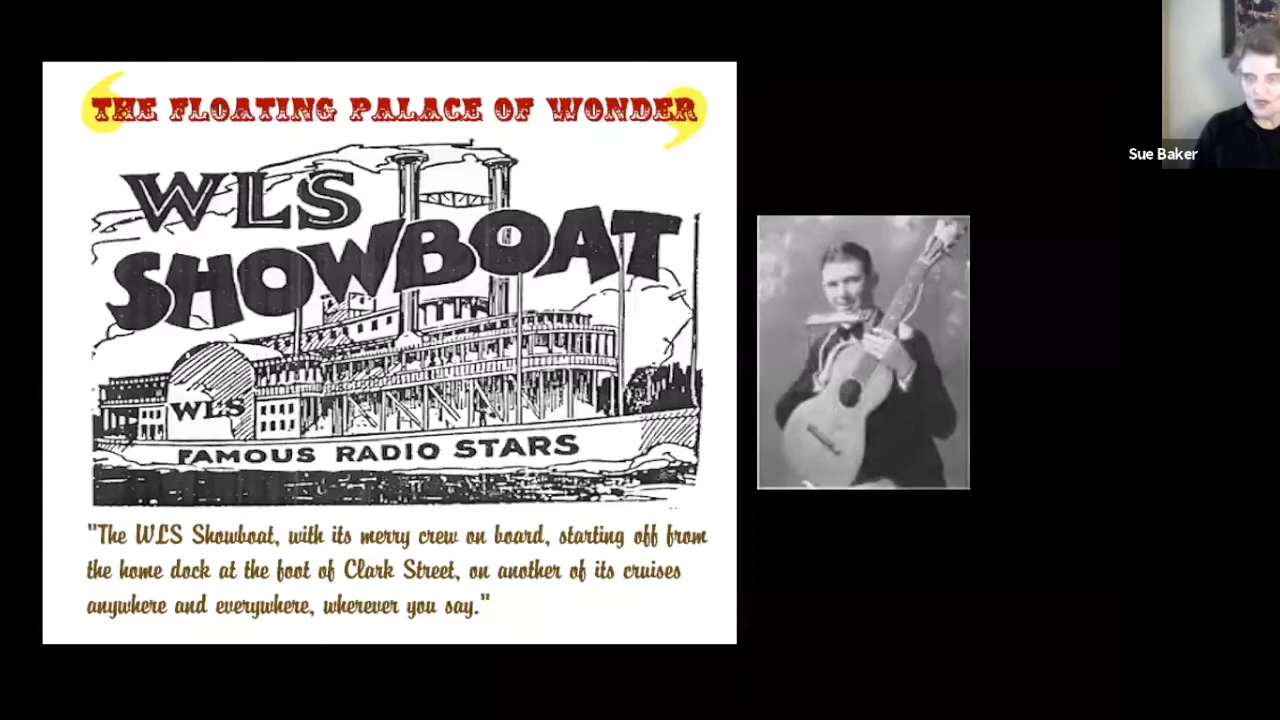 THE FLOATING PALACE OF WONDER
WLS
SHOWBOAT
WLS
FAMOUS RADIO STARS
"The WLS Showboat, with its merry crew on board, starting off from
the home dock at the foot of Clark Street, on another of its cruises
anywhere and everywhere, wherever you say."
Sue Baker